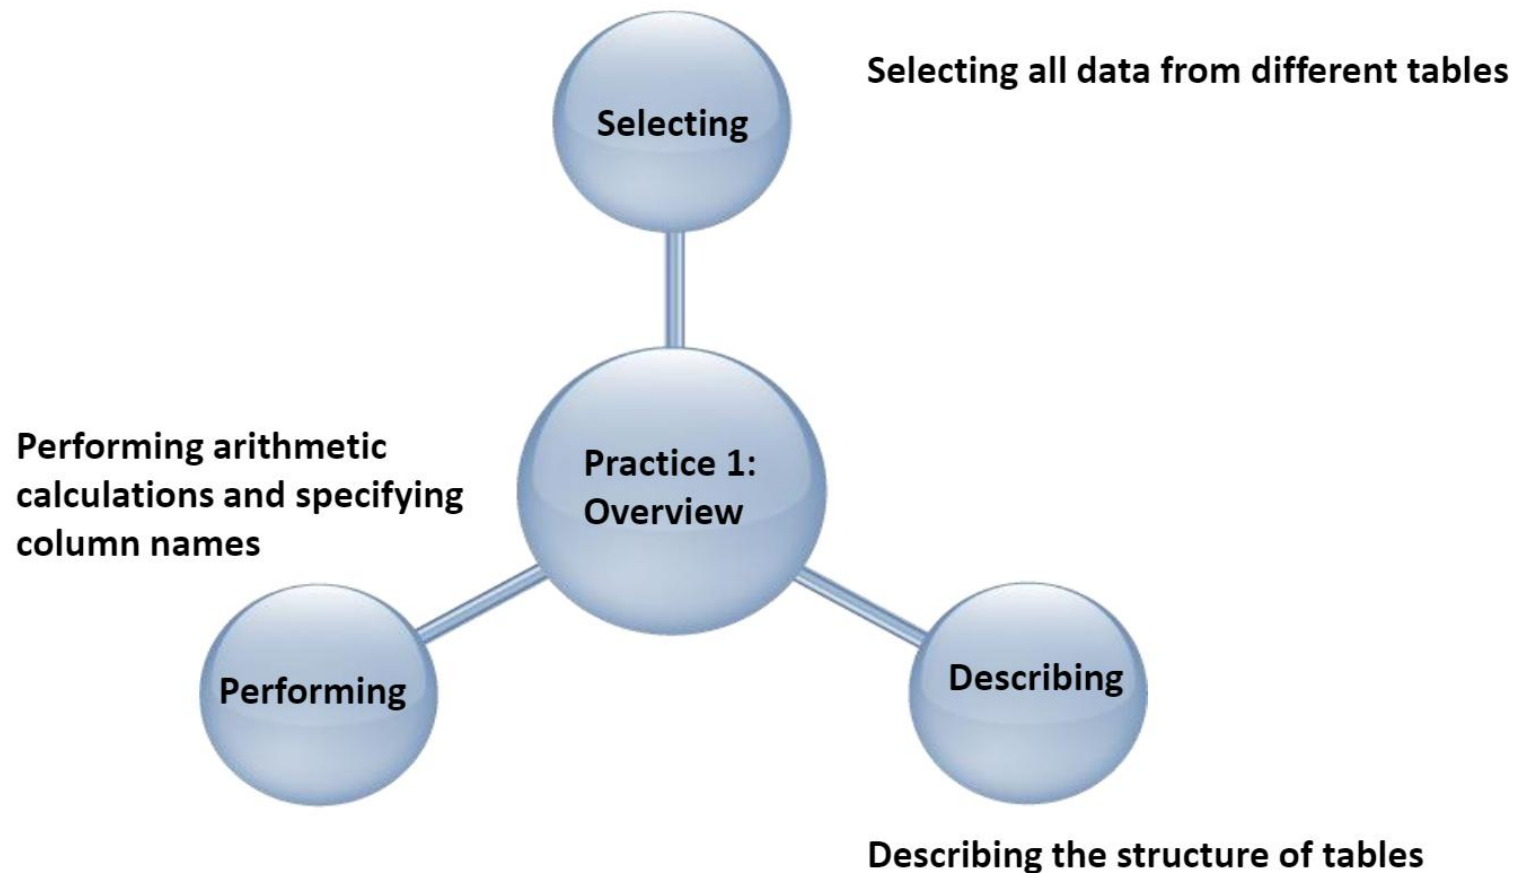 Selecting all data from different tables
Selecting
Practice 1:
Overview
Performing arithmetic
calculations and specifying
column names
Performing
Describing
Describing the structure of tables